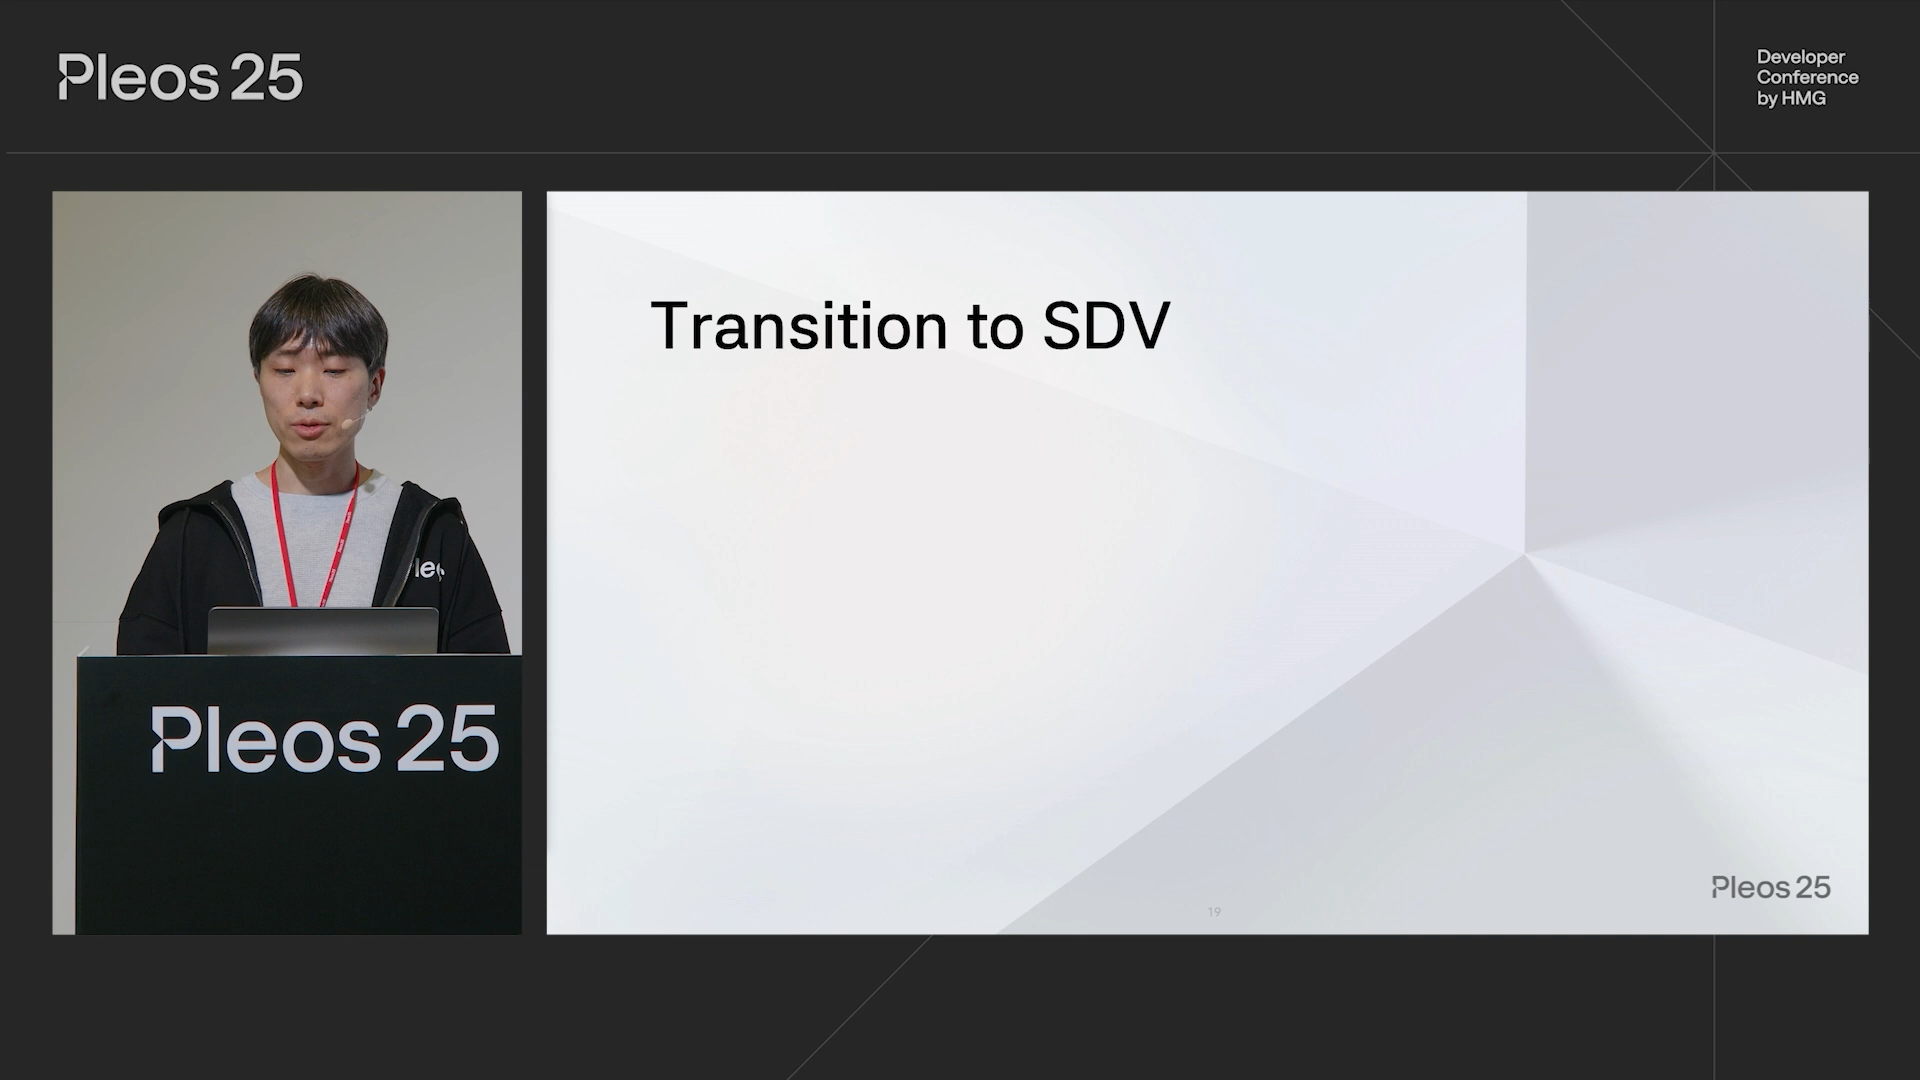 Pleos 25
Developer
Conference
by HMG
Transition to SDV
Pleos 25
19
Pleos 25